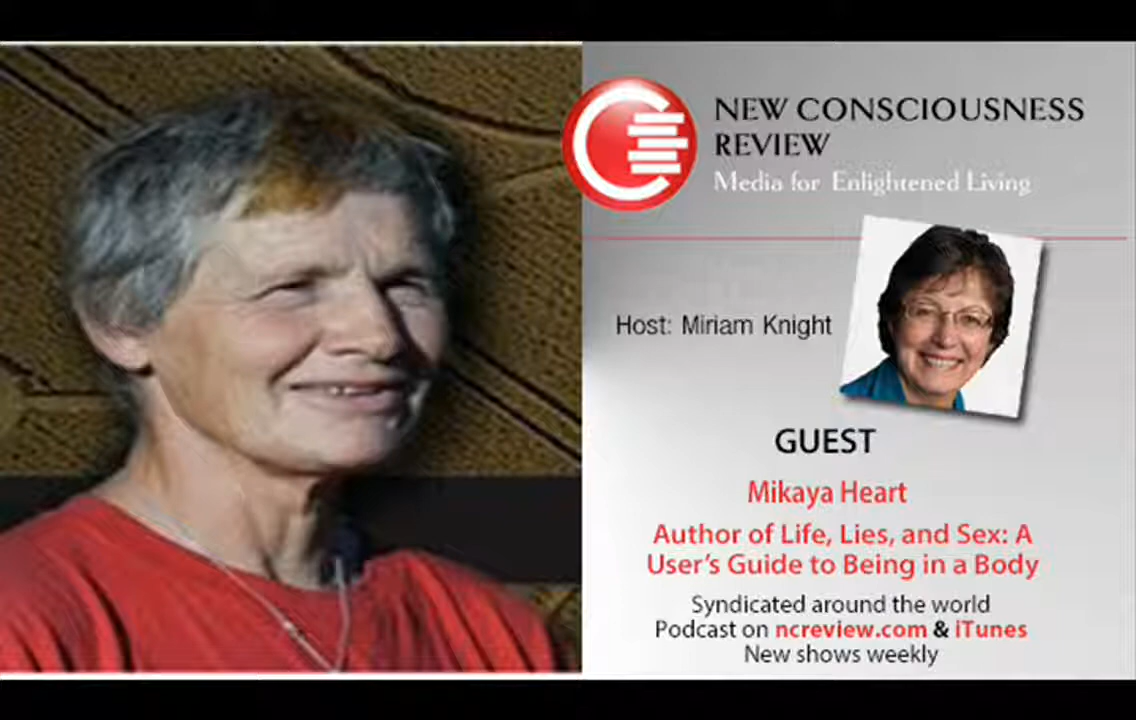 NEW CONSCIOUSNESS
REVIEW
Media for Enlightened Living
Host: Miriam Knight
GUEST
Mikaya Heart
Author of Life, Lies, and Sex: A
User's Guide to Being in a Body
Syndicated around the world
Podcast on ncreview.com & iTunes
New shows weekly